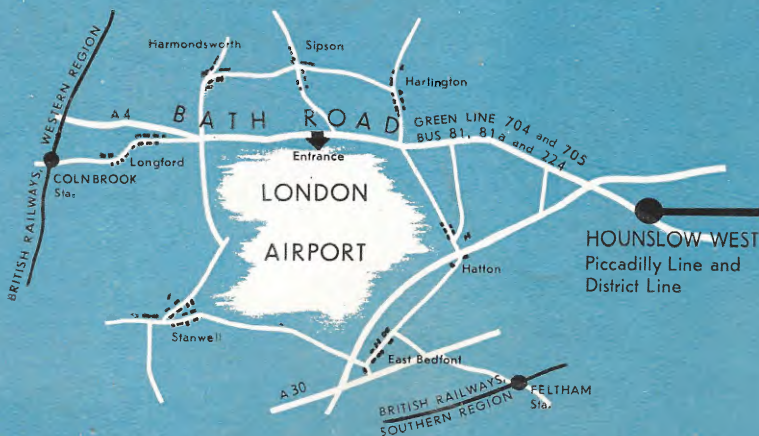 Harmondsworth
Sipson
Harlington
A4
BATH ROAD
GREEN LINE 704 and 705
BUS 81, 81a and 224
Entrance
Longford
COLNBROOK
Sta.
BRITISH RAILWAYS, WESTERN REGION
LONDON
AIRPORT
HOUNSLOW WEST
Piccadilly Line and
District Line
Hatton
Stanwell
East Bedfont
A 30
BRITISH RAILWAYS,
SOUTHERN REGION
FELTHAM
Sta.